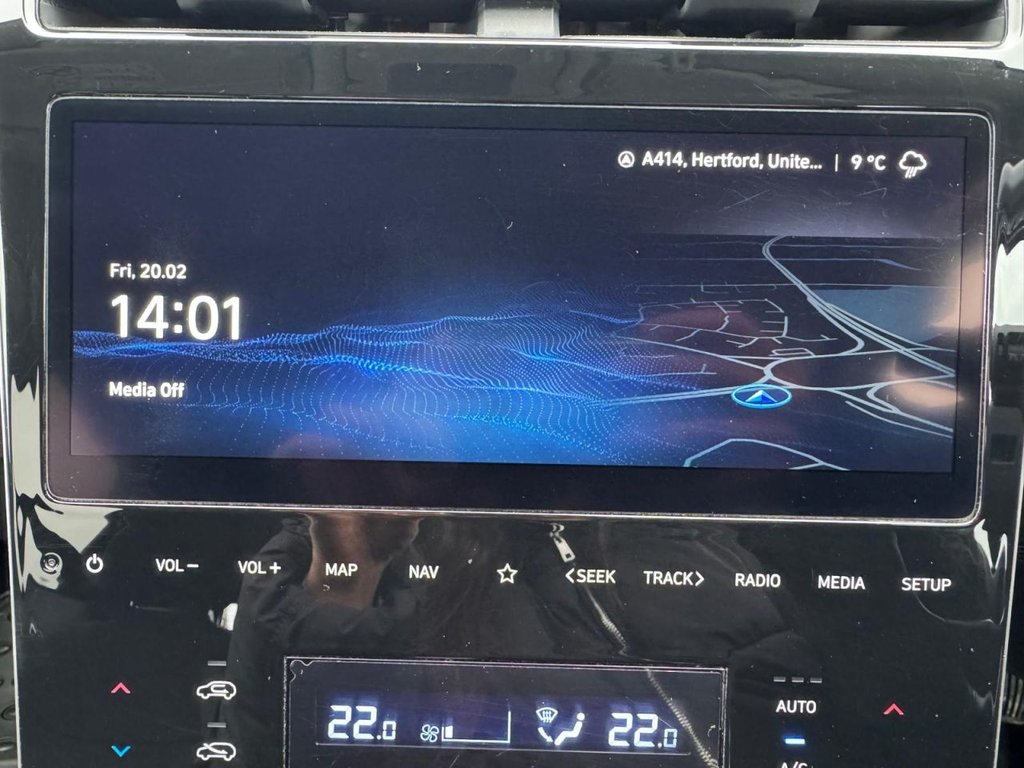 A414, Hertford, Unite... | 9 °C
Fri, 20.02
14:01
Media Off
VOL− VOL+ MAP NAV <SEEK TRACK> RADIO MEDIA SETUP
AUTO
22.0 22.0